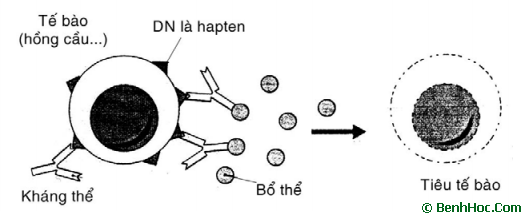 Tế bào
(hồng cầu...)
DN là hapten
Kháng thể
Bổ thể
Tiêu tế bào
© BenhHoc.Com